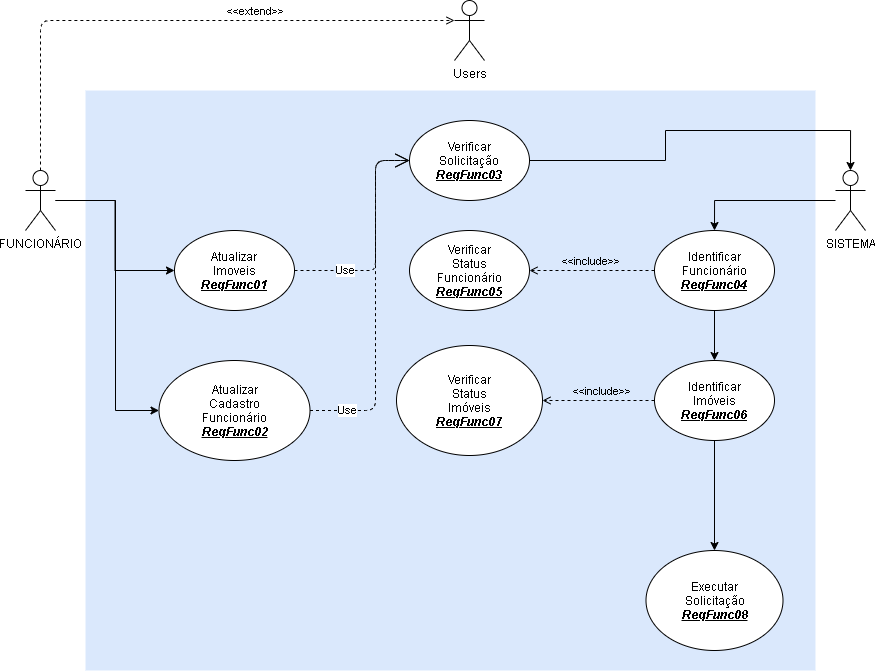 <<extend>>
Users
Verificar
Solicitação
ReqFunc03
FUNCIONÁRIO
SISTEMA
Atualizar
Imoveis
ReqFunc01
Use
Verificar
Status
Funcionário
ReqFunc05
<<include>>
Identificar
Funcionário
ReqFunc04
Atualizar
Cadastro
Funcionário
ReqFunc02
Use
Verificar
Status
Imóveis
ReqFunc07
<<include>>
Identificar
Imóveis
ReqFunc06
Executar
Solicitação
ReqFunc08